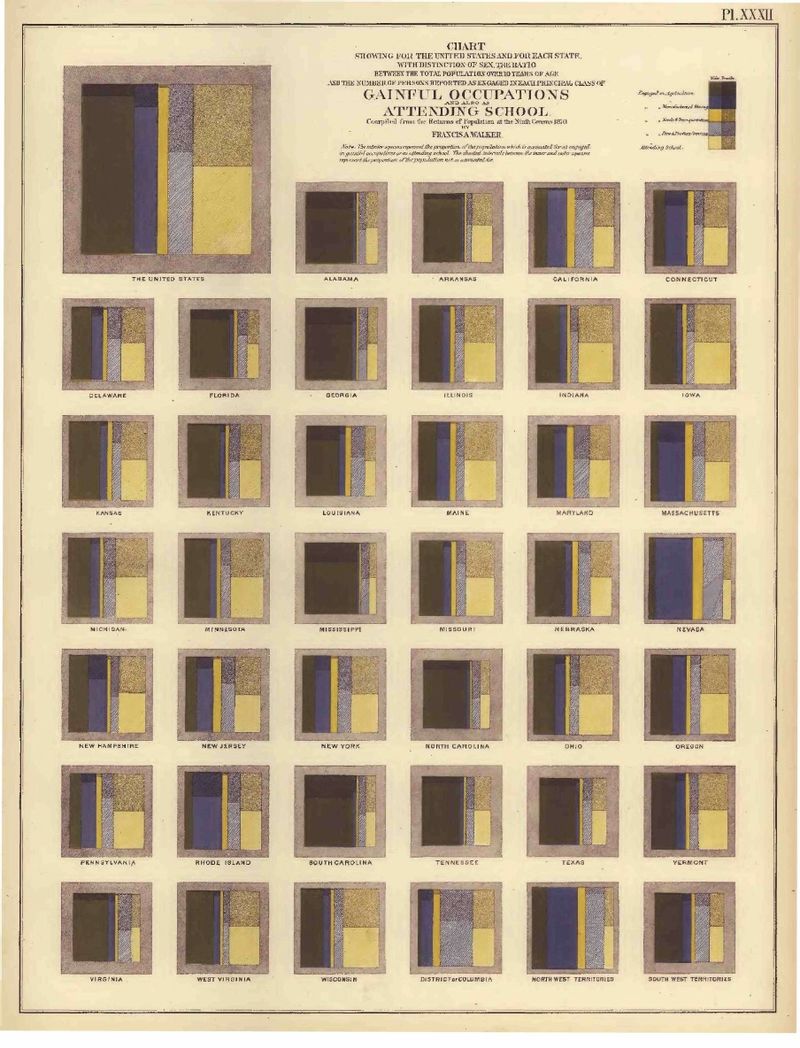 Pl. XXXII
CHART
SHOWING FOR THE UNITED STATES AND FOR EACH STATE,
WITH DISTINCTION OF SEX, THE RATIO
BETWEEN THE TOTAL POPULATION OVER 10 YEARS OF AGE
AND THE NUMBER OF PERSONS REPORTED AS ENGAGED IN EACH PRINCIPAL CLASS OF
GAINFUL OCCUPATIONS
AND ALSO AS
ATTENDING SCHOOL
Compiled from the Returns of Population at the Ninth Census 1870
BY
FRANCIS A. WALKER.
Note: The interior squares represent the proportion of the population which is accounted for as engaged
in gainful occupations or as attending school. The shaded intervals between the inner and outer squares
represent the proportion of the population not so accounted for.
Male Female
Engaged in Agriculture
" " Manufactures & Mining
" " Trade & Transportation
" "
Attending School
THE UNITED STATES
ALABAMA
ARKANSAS
CALIFORNIA
CONNECTICUT
DELAWARE
FLORIDA
GEORGIA
ILLINOIS
INDIANA
IOWA
KANSAS
KENTUCKY
LOUISIANA
MAINE
MARYLAND
MASSACHUSETTS
MICHIGAN
MINNESOTA
MISSISSIPPI
MISSOURI
NEBRASKA
NEVADA
NEW HAMPSHIRE
NEW JERSEY
NEW YORK
NORTH CAROLINA
OHIO
OREGON
PENNSYLVANIA
RHODE ISLAND
SOUTH CAROLINA
TENNESSEE
TEXAS
VERMONT
VIRGINIA
WEST VIRGINIA
WISCONSIN
DISTRICT OF COLUMBIA
NORTH WEST TERRITORIES
SOUTH WEST TERRITORIES